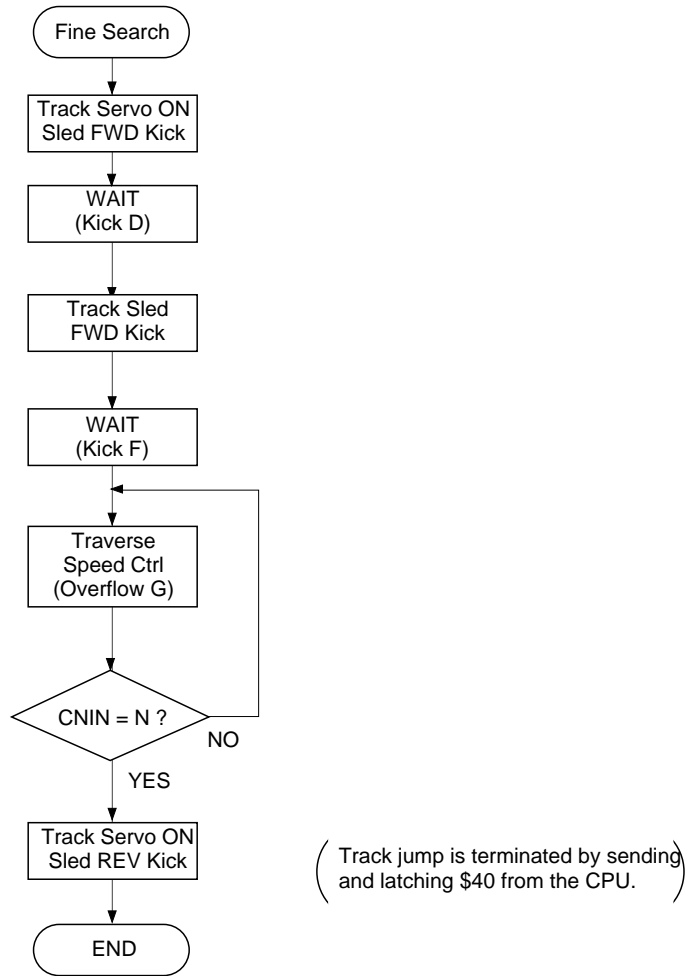 Fine Search
Track Servo ON
Sled FWD Kick
WAIT
(Kick D)
Track Sled
FWD Kick
WAIT
(Kick F)
Traverse
Speed Ctrl
(Overflow G)
CNIN = N ?
NO
YES
Track Servo ON
Sled REV Kick
Track jump is terminated by sending
and latching $40 from the CPU.
END